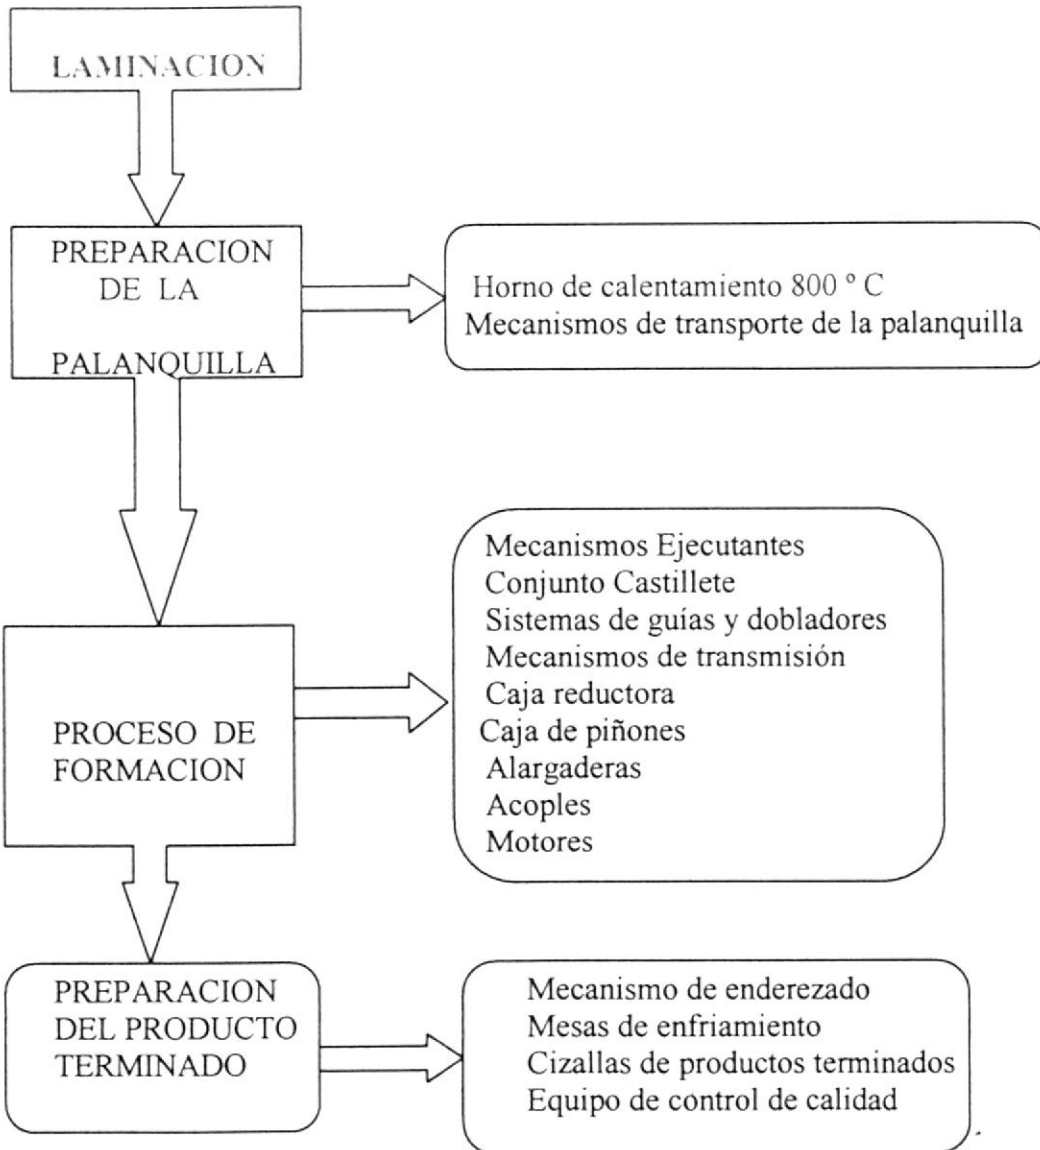 LAMINACION
PREPARACION
DE LA
PALANQUILLA
Horno de calentamiento 800 º C
Mecanismos de transporte de la palanquilla
PROCESO DE
FORMACION
Mecanismos Ejecutantes
Conjunto Castillete
Sistemas de guías y dobladores
Mecanismos de transmisión
Caja reductora
Caja de piñones
Alargaderas
Acoples
Motores
PREPARACION
DEL PRODUCTO
TERMINADO
Mecanismo de enderezado
Mesas de enfriamiento
Cizallas de productos terminados
Equipo de control de calidad